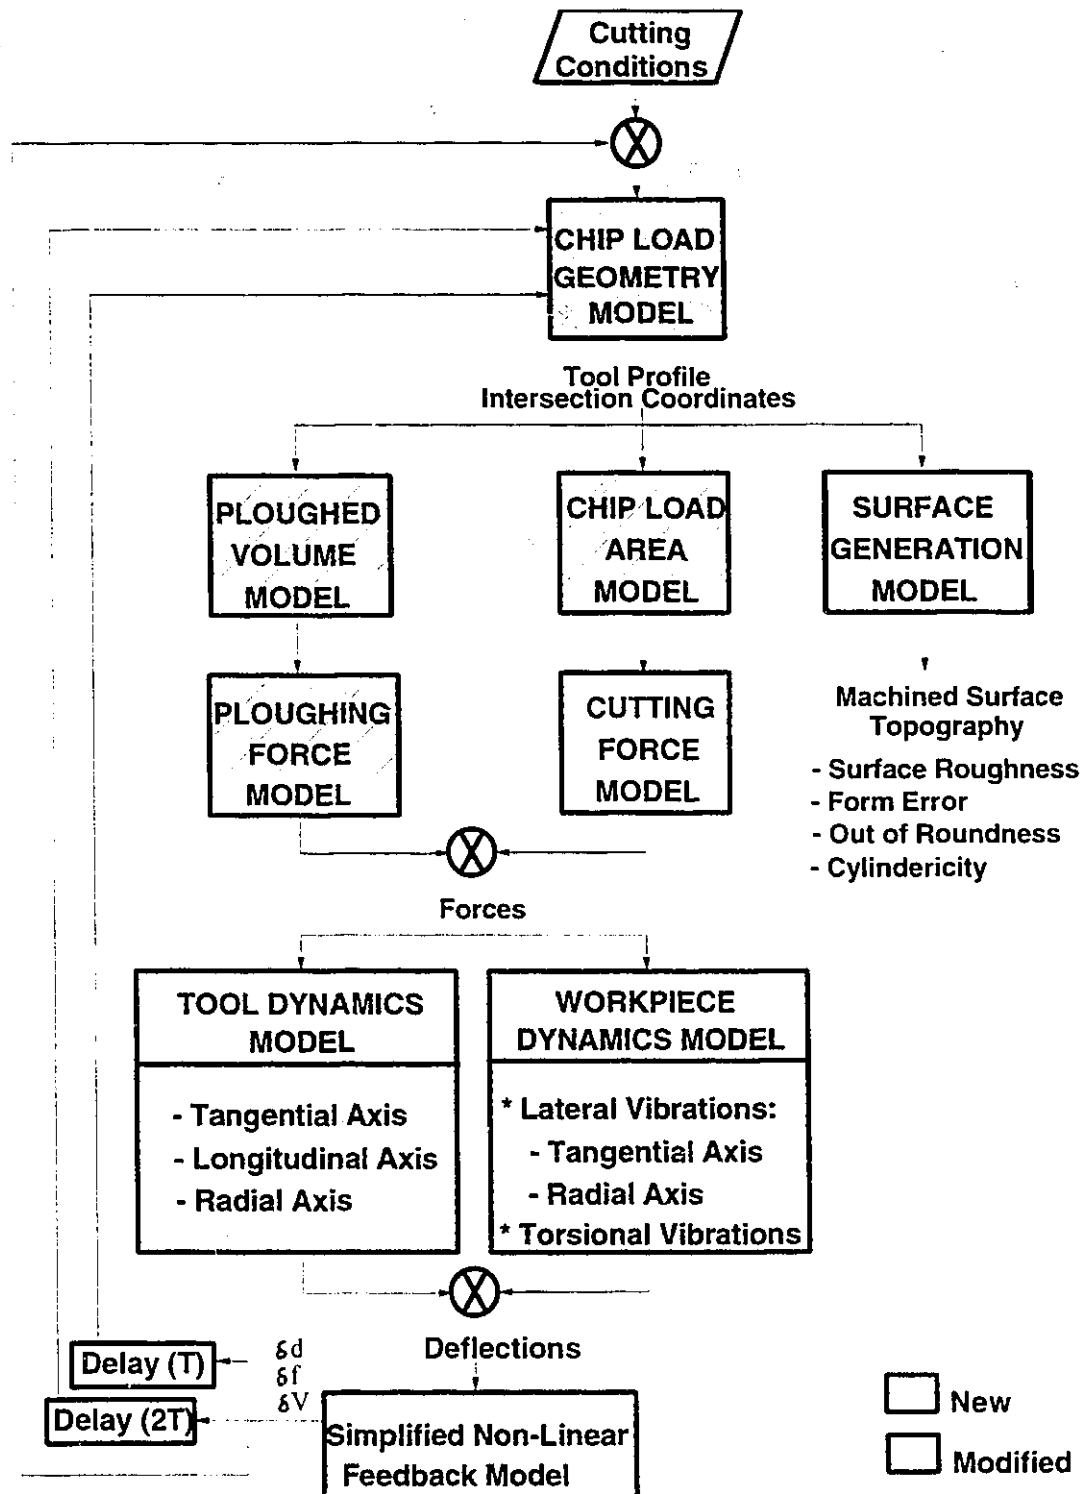 Cutting
Conditions
X
CHIP LOAD
GEOMETRY
MODEL
Tool Profile
Intersection Coordinates
PLOUGHED
VOLUME
MODEL
CHIP LOAD
AREA
MODEL
SURFACE
GENERATION
MODEL
PLOUGHING
FORCE
MODEL
CUTTING
FORCE
MODEL
Machined Surface
Topography
- Surface Roughness
- Form Error
- Out of Roundness
- Cylindericity
X
Forces
TOOL DYNAMICS
MODEL
- Tangential Axis
- Longitudinal Axis
- Radial Axis
WORKPIECE
DYNAMICS MODEL
* Lateral Vibrations:
- Tangential Axis
- Radial Axis
* Torsional Vibrations
X
Deflections
Delay (T)
δd
δf
δV
Delay (2T)
Simplified Non-Linear
Feedback Model
New
Modified